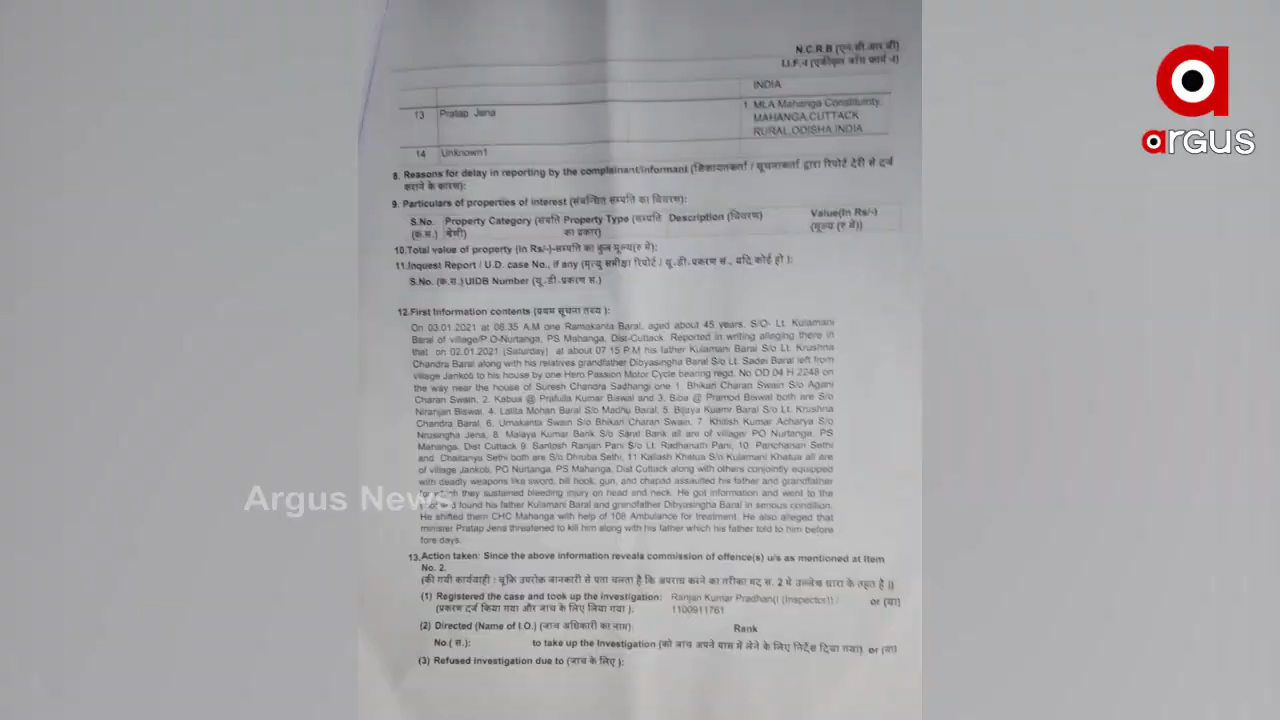 N.C.R.B (एन.सी.आर.बी)
I.I.F.-I (एकीकृत जाँच फार्म -I)
argus
INDIA
13 Pratap Jena 1 MLA Mahanga Constituinty,
MAHANGA,CUTTACK
RURAL,ODISHA,INDIA
14 Unknown1
8. Reasons for delay in reporting by the complainant/informant (शिकायतकर्ता / सूचनाकर्ता द्वारा रिपोर्ट देरी से दर्ज
कराने के कारण):
9. Particulars of properties of interest (संबन्धित सम्पति का विवरण):
S.No. Property Category (संपति Property Type (सम्पति Description (विवरण) Value(In Rs/-)
(क्र.स.) श्रेणी) का प्रकार) (मूल्य (रु में))
10.Total value of property (In Rs/-)-सम्पति का कुल मूल्य(रु में):
11.Inquest Report / U.D. case No., if any (मृत्यु समीक्षा रिपोर्ट / यू.डी.प्रकरण स., यदि कोई हो ):
S.No. (क.स.) UIDB Number (यू.डी.प्रकरण स.)
12.First Information contents (प्रथम सूचना तथ्य ):
On 03.01.2021 at 08.35 A.M one Ramakanta Baral, aged about 45 years, S/O- Lt. Kulamani
Baral of village/P.O-Nurtanga, PS Mahanga, Dist-Cuttack. Reported in writing alleging there in
that on 02.01.2021 (Saturday) at about 07.15 P.M his father Kulamani Baral S/o Lt. Krushna
Chandra Baral along with his relatives grandfather Dibyasingha Baral S/o Lt. Sadei Baral left from
village Jankoti to his house by one Hero Passion Motor Cycle bearing regd. No OD 04 H 2248 on
the way near the house of Suresh Chandra Sadhangi one 1. Bhikari Charan Swain S/o Agani
Charan Swain, 2. Kabua @ Prafulla Kumar Biswal and 3. Biba @ Pramod Biswal both are S/o
Niranjan Biswal, 4. Lalita Mohan Baral S/o Madhu Baral, 5. Bijaya Kuamr Baral S/o Lt. Krushna
Chandra Baral, 6. Umakanta Swain S/o Bhikari Charan Swain, 7. Khitish Kumar Acharya S/o
Nrusingha Jena, 8. Malaya Kumar Barik S/o Sarat Barik all are of village/ PO Nurtanga, PS
Mahanga, Dist Cuttack 9. Santosh Ranjan Pani S/o Lt. Radhanath Pani, 10. Panchanan Sethi
and Chaitanya Sethi both are S/o Dhruba Sethi, 11 Kailash Khatua S/o Kulamani Khatua all are
of village Jankoti, PO Nurtanga, PS Mahanga, Dist Cuttack along with others conjointly equipped
with deadly weapons like sword, bill hook, gun, and chapad assaulted his father and grandfather
which they sustained bleeding injury on head and neck. He got information and went to the
found his father Kulamani Baral and grandfather Dibyasingha Baral in serious condition.
He shifted them CHC Mahanga with help of 108 Ambulance for treatment. He also alleged that
minister Pratap Jena threatened to kill him along with his father which his father told to him before
fore days.
Argus News
13.Action taken: Since the above information reveals commission of offence(s) u/s as mentioned at Item
No. 2.
(की गयी कार्यवाही : चूंकि उपरोक्त जानकारी से पता चलता है कि अपराध करने का तरीका मद स. 2 मे उल्लेख धारा के तहत है ।)
(1) Registered the case and took up the investigation: Ranjan Kumar Pradhan(I (Inspector)) / or (या)
(प्रकरण दर्ज किया गया और जांच के लिए लिया गया ): 1100911761
(2) Directed (Name of I.O.) (जाच अधिकारी का नाम): Rank
No.( स.): to take up the Investigation (को जांच अपने पास में लेने के लिए निर्देश दिया गया) or (या)
(3) Refused investigation due to (जाच के लिए ):